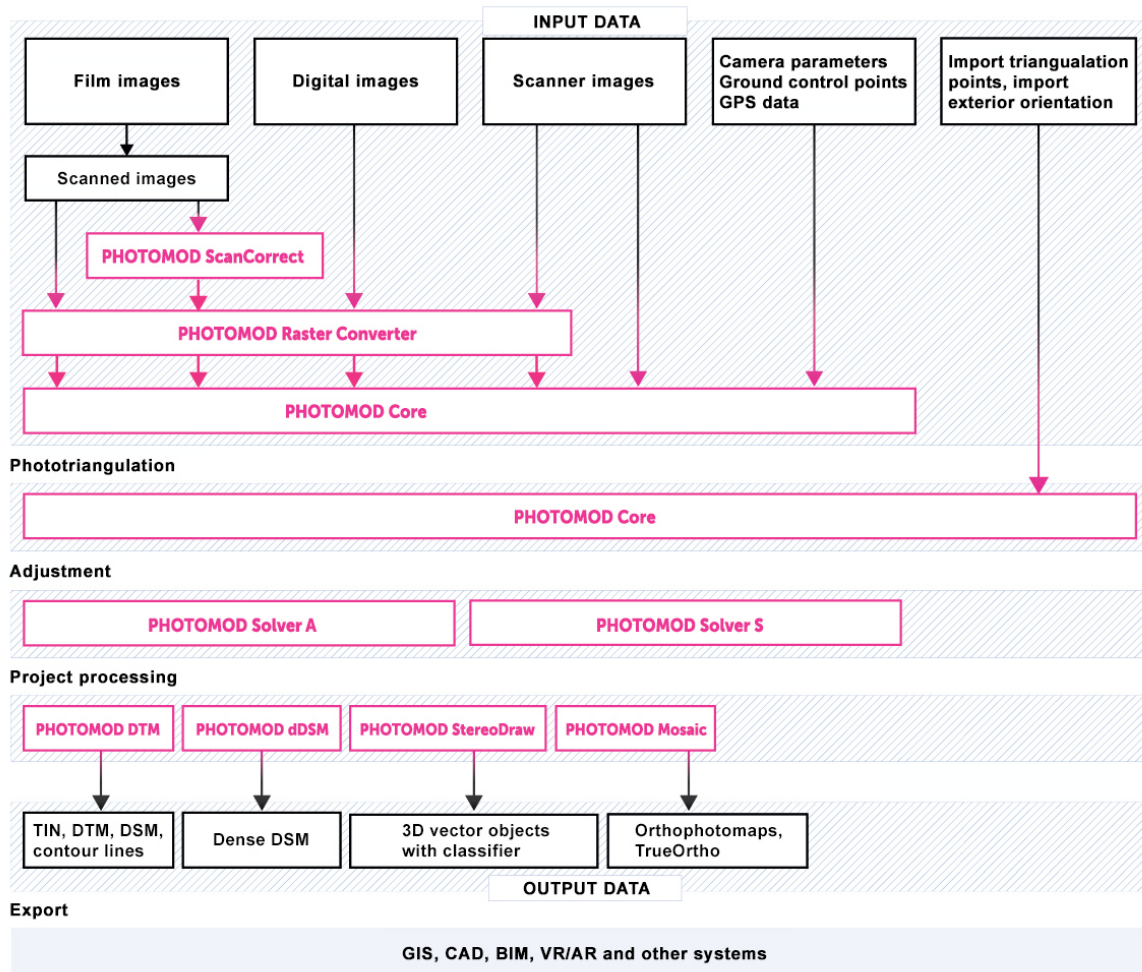 INPUT DATA
Film images
Digital images
Scanner images
Camera parameters
Ground control points
GPS data
Import triangualation
points, import
exterior orientation
Scanned images
PHOTOMOD ScanCorrect
PHOTOMOD Raster Converter
PHOTOMOD Core
Phototriangulation
PHOTOMOD Core
Adjustment
PHOTOMOD Solver A
PHOTOMOD Solver S
Project processing
PHOTOMOD DTM
PHOTOMOD dDSM
PHOTOMOD StereoDraw
PHOTOMOD Mosaic
TIN, DTM, DSM,
contour lines
Dense DSM
3D vector objects
with classifier
Orthophotomaps,
TrueOrtho
OUTPUT DATA
Export
GIS, CAD, BIM, VR/AR and other systems